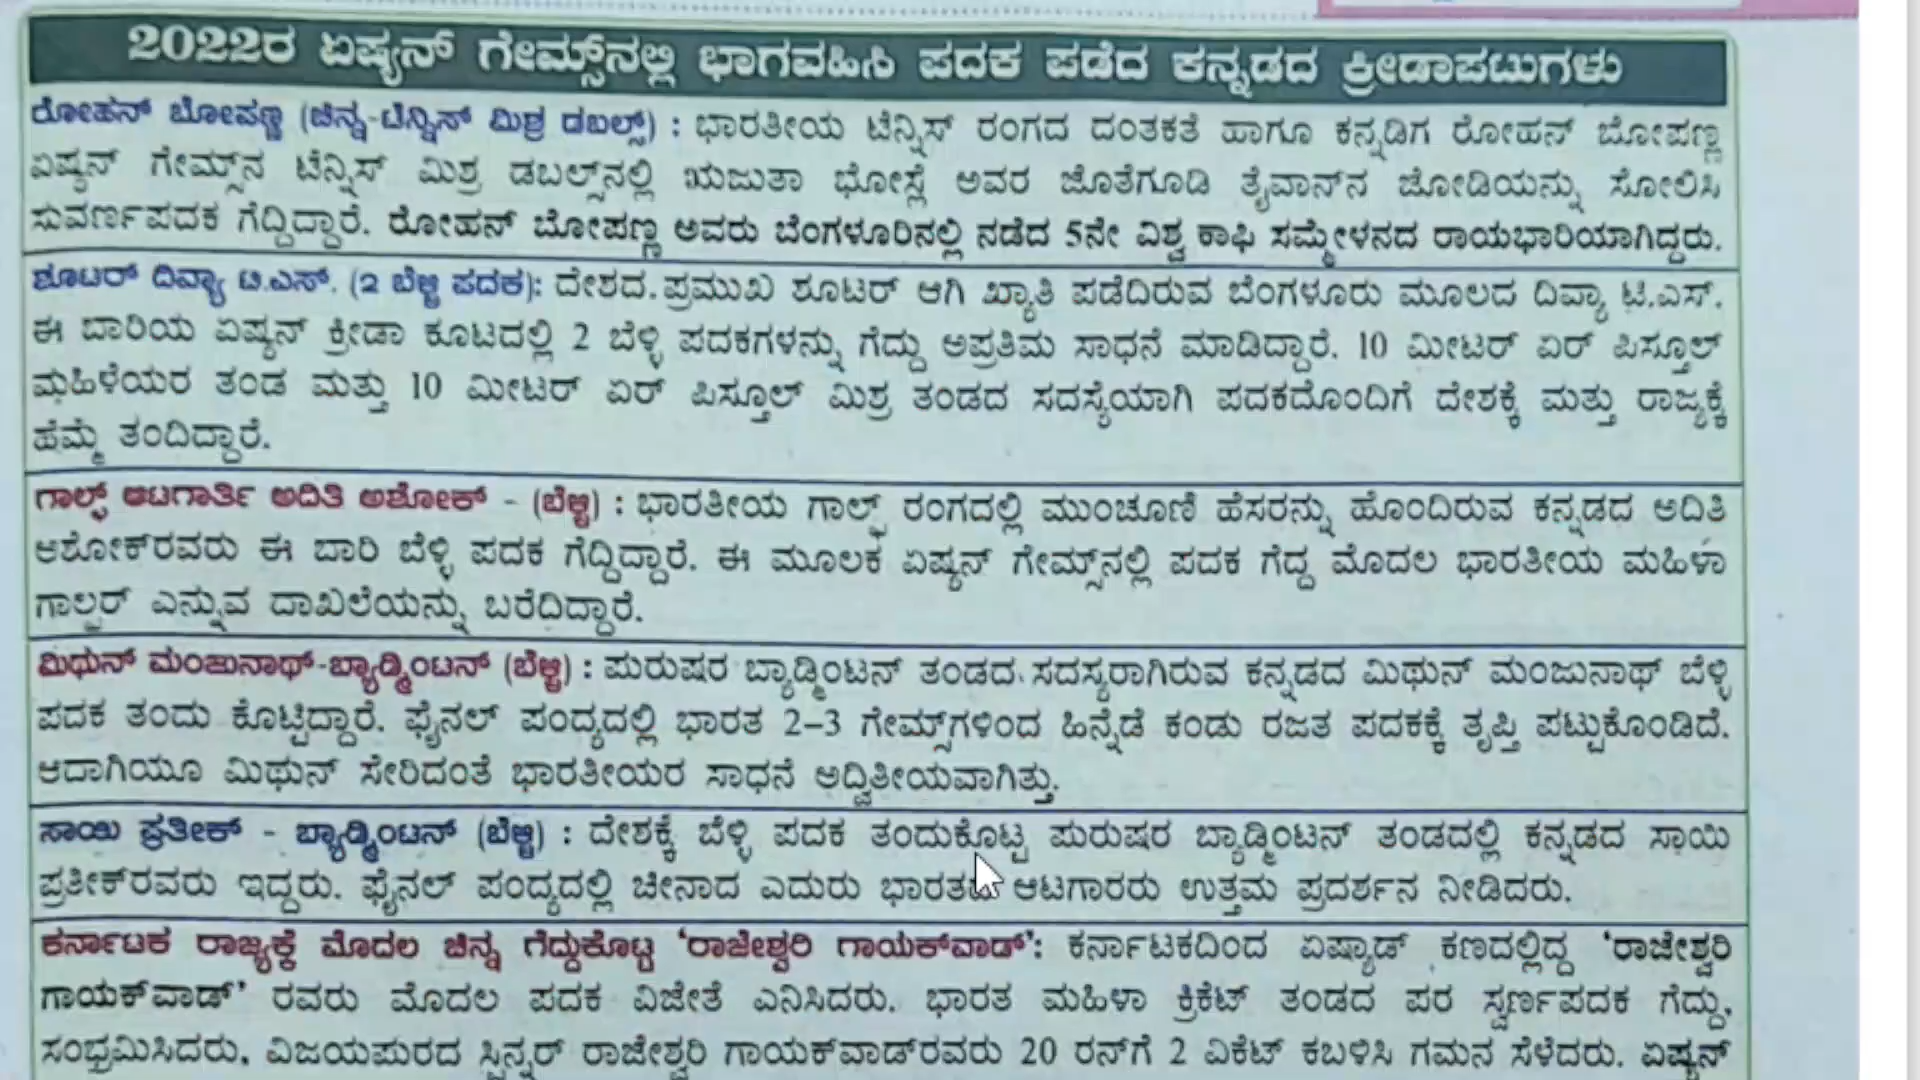 2022ರ ಏಷ್ಯನ್ ಗೇಮ್ಸ್‌ನಲ್ಲಿ ಭಾಗವಹಿಸಿ ಪದಕ ಪಡೆದ ಕನ್ನಡದ ಕ್ರೀಡಾಪಟುಗಳು
ರೋಹನ್ ಬೋಪಣ್ಣ (ಚಿನ್ನ-ಟೆನ್ನಿಸ್ ಮಿಶ್ರ ಡಬಲ್ಸ್) : ಭಾರತೀಯ ಟೆನ್ನಿಸ್ ರಂಗದ ದಂತಕತೆ ಹಾಗೂ ಕನ್ನಡಿಗ ರೋಹನ್ ಬೋಪಣ್ಣ
ಏಷ್ಯನ್ ಗೇಮ್ಸ್‌ನ ಟೆನ್ನಿಸ್ ಮಿಶ್ರ ಡಬಲ್ಸ್‌ನಲ್ಲಿ ಋಜುತಾ ಭೋಸ್ಲೆ ಅವರ ಜೊತೆಗೂಡಿ ತೈವಾನ್‌ನ ಜೋಡಿಯನ್ನು ಸೋಲಿಸಿ
ಸುವರ್ಣಪದಕ ಗೆದ್ದಿದ್ದಾರೆ. ರೋಹನ್ ಬೋಪಣ್ಣ ಅವರು ಬೆಂಗಳೂರಿನಲ್ಲಿ ನಡೆದ 5ನೇ ವಿಶ್ವ ಕಾಫಿ ಸಮ್ಮೇಳನದ ರಾಯಭಾರಿಯಾಗಿದ್ದರು.
ಶೂಟರ್ ದಿವ್ಯಾ ಟಿ.ಎಸ್. (2 ಬೆಳ್ಳಿ ಪದಕ): ದೇಶದ ಪ್ರಮುಖ ಶೂಟರ್ ಆಗಿ ಖ್ಯಾತಿ ಪಡೆದಿರುವ ಬೆಂಗಳೂರು ಮೂಲದ ದಿವ್ಯಾ ಟಿ.ಎಸ್.
ಈ ಬಾರಿಯ ಏಷ್ಯನ್ ಕ್ರೀಡಾ ಕೂಟದಲ್ಲಿ 2 ಬೆಳ್ಳಿ ಪದಕಗಳನ್ನು ಗೆದ್ದು ಅಪ್ರತಿಮ ಸಾಧನೆ ಮಾಡಿದ್ದಾರೆ. 10 ಮೀಟರ್ ಏರ್ ಪಿಸ್ತೂಲ್
ಮಹಿಳೆಯರ ತಂಡ ಮತ್ತು 10 ಮೀಟರ್ ಏರ್ ಪಿಸ್ತೂಲ್ ಮಿಶ್ರ ತಂಡದ ಸದಸ್ಯೆಯಾಗಿ ಪದಕದೊಂದಿಗೆ ದೇಶಕ್ಕೆ ಮತ್ತು ರಾಜ್ಯಕ್ಕೆ
ಹೆಮ್ಮೆ ತಂದಿದ್ದಾರೆ.
ಗಾಲ್ಫ್ ಆಟಗಾರ್ತಿ ಅದಿತಿ ಅಶೋಕ್ - (ಬೆಳ್ಳಿ) : ಭಾರತೀಯ ಗಾಲ್ಫ್ ರಂಗದಲ್ಲಿ ಮುಂಚೂಣಿ ಹೆಸರನ್ನು ಹೊಂದಿರುವ ಕನ್ನಡದ ಅದಿತಿ
ಅಶೋಕ್‌ರವರು ಈ ಬಾರಿ ಬೆಳ್ಳಿ ಪದಕ ಗೆದ್ದಿದ್ದಾರೆ. ಈ ಮೂಲಕ ಏಷ್ಯನ್ ಗೇಮ್ಸ್‌ನಲ್ಲಿ ಪದಕ ಗೆದ್ದ ಮೊದಲ ಭಾರತೀಯ ಮಹಿಳಾ
ಗಾಲ್ಫರ್ ಎನ್ನುವ ದಾಖಲೆಯನ್ನು ಬರೆದಿದ್ದಾರೆ.
ಮಿಥುನ್ ಮಂಜುನಾಥ್-ಬ್ಯಾಡ್ಮಿಂಟನ್ (ಬೆಳ್ಳಿ) : ಪುರುಷರ ಬ್ಯಾಡ್ಮಿಂಟನ್ ತಂಡದ ಸದಸ್ಯರಾಗಿರುವ ಕನ್ನಡದ ಮಿಥುನ್ ಮಂಜುನಾಥ್ ಬೆಳ್ಳಿ
ಪದಕ ತಂದು ಕೊಟ್ಟಿದ್ದಾರೆ. ಫೈನಲ್ ಪಂದ್ಯದಲ್ಲಿ ಭಾರತ 2–3 ಗೇಮ್ಸ್‌ಗಳಿಂದ ಹಿನ್ನೆಡೆ ಕಂಡು ರಜತ ಪದಕಕ್ಕೆ ತೃಪ್ತಿ ಪಟ್ಟುಕೊಂಡಿದೆ.
ಆದಾಗಿಯೂ ಮಿಥುನ್ ಸೇರಿದಂತೆ ಭಾರತೀಯರ ಸಾಧನೆ ಅದ್ವಿತೀಯವಾಗಿತ್ತು.
ಸಾಯಿ ಪ್ರತೀಕ್ - ಬ್ಯಾಡ್ಮಿಂಟನ್ (ಬೆಳ್ಳಿ) : ದೇಶಕ್ಕೆ ಬೆಳ್ಳಿ ಪದಕ ತಂದುಕೊಟ್ಟ ಪುರುಷರ ಬ್ಯಾಡ್ಮಿಂಟನ್ ತಂಡದಲ್ಲಿ ಕನ್ನಡದ ಸಾಯಿ
ಪ್ರತೀಕ್‌ರವರು ಇದ್ದರು. ಫೈನಲ್ ಪಂದ್ಯದಲ್ಲಿ ಚೀನಾದ ಎದುರು ಭಾರತದ ಆಟಗಾರರು ಉತ್ತಮ ಪ್ರದರ್ಶನ ನೀಡಿದರು.
ಕರ್ನಾಟಕ ರಾಜ್ಯಕ್ಕೆ ಮೊದಲ ಚಿನ್ನ ಗೆದ್ದುಕೊಟ್ಟ ‘ರಾಜೇಶ್ವರಿ ಗಾಯಕ್‌ವಾಡ್’: ಕರ್ನಾಟಕದಿಂದ ಏಷ್ಯಾಡ್ ಕಣದಲ್ಲಿದ್ದ ‘ರಾಜೇಶ್ವರಿ
ಗಾಯಕ್‌ವಾಡ್’ ರವರು ಮೊದಲ ಪದಕ ವಿಜೇತೆ ಎನಿಸಿದರು. ಭಾರತ ಮಹಿಳಾ ಕ್ರಿಕೆಟ್ ತಂಡದ ಪರ ಸ್ವರ್ಣಪದಕ ಗೆದ್ದು,
ಸಂಭ್ರಮಿಸಿದರು. ವಿಜಯಪುರದ ಸ್ಪಿನ್ನರ್ ರಾಜೇಶ್ವರಿ ಗಾಯಕ್‌ವಾಡ್‌ರವರು 20 ರನ್‌ಗೆ 2 ವಿಕೆಟ್ ಕಬಳಿಸಿ ಗಮನ ಸೆಳೆದರು. ಏಷ್ಯನ್